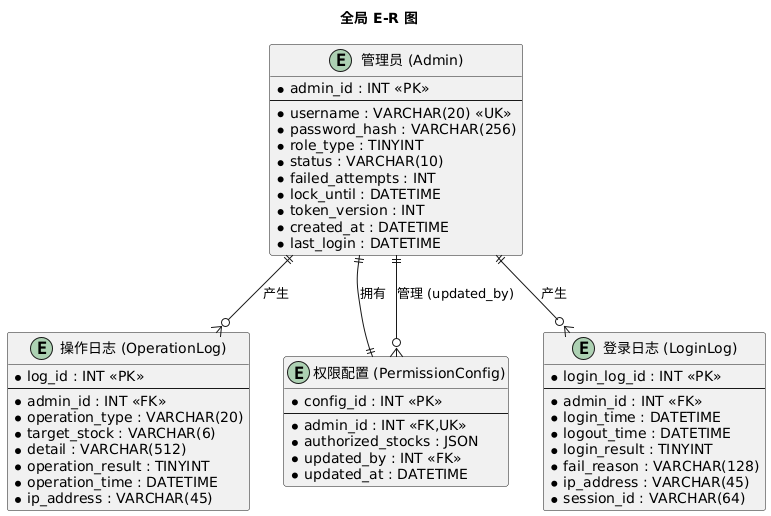 全局 E-R 图
E 管理员 (Admin)
admin_id : INT «PK»
username : VARCHAR(20) «UK»
password_hash : VARCHAR(256)
role_type : TINYINT
status : VARCHAR(10)
failed_attempts : INT
lock_until : DATETIME
token_version : INT
created_at : DATETIME
last_login : DATETIME
产生
拥有
管理 (updated_by)
产生
E 操作日志 (OperationLog)
log_id : INT «PK»
admin_id : INT «FK»
operation_type : VARCHAR(20)
target_stock : VARCHAR(6)
detail : VARCHAR(512)
operation_result : TINYINT
operation_time : DATETIME
ip_address : VARCHAR(45)
E 权限配置 (PermissionConfig)
config_id : INT «PK»
admin_id : INT «FK,UK»
authorized_stocks : JSON
updated_by : INT «FK»
updated_at : DATETIME
E 登录日志 (LoginLog)
login_log_id : INT «PK»
admin_id : INT «FK»
login_time : DATETIME
logout_time : DATETIME
login_result : TINYINT
fail_reason : VARCHAR(128)
ip_address : VARCHAR(45)
session_id : VARCHAR(64)